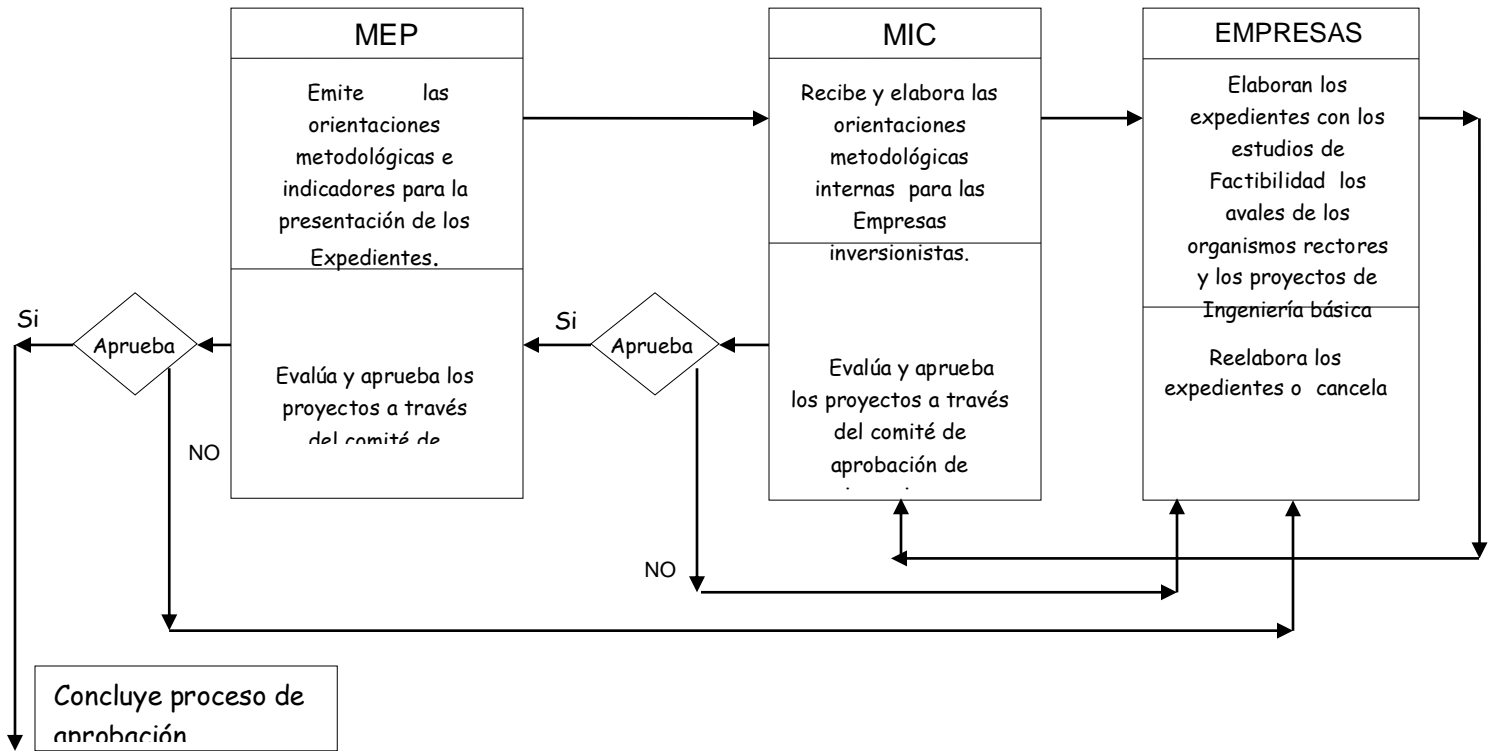 MEP
Emite las
orientaciones
metodológicas e
indicadores para la
presentación de los
Expedientes.
Evalúa y aprueba los
proyectos a través
del comité de
MIC
Recibe y elabora las
orientaciones
metodológicas
internas para las
Empresas
inversionistas.
Evalúa y aprueba
los proyectos a través
del comité de
aprobación de
EMPRESAS
Elaboran los
expedientes con los
estudios de
Factibilidad los
avales de los
organismos rectores
y los proyectos de
Ingeniería básica
Reelabora los
expedientes o cancela
Si
Aprueba
NO
Si
Aprueba
NO
Concluye proceso de
aprobación